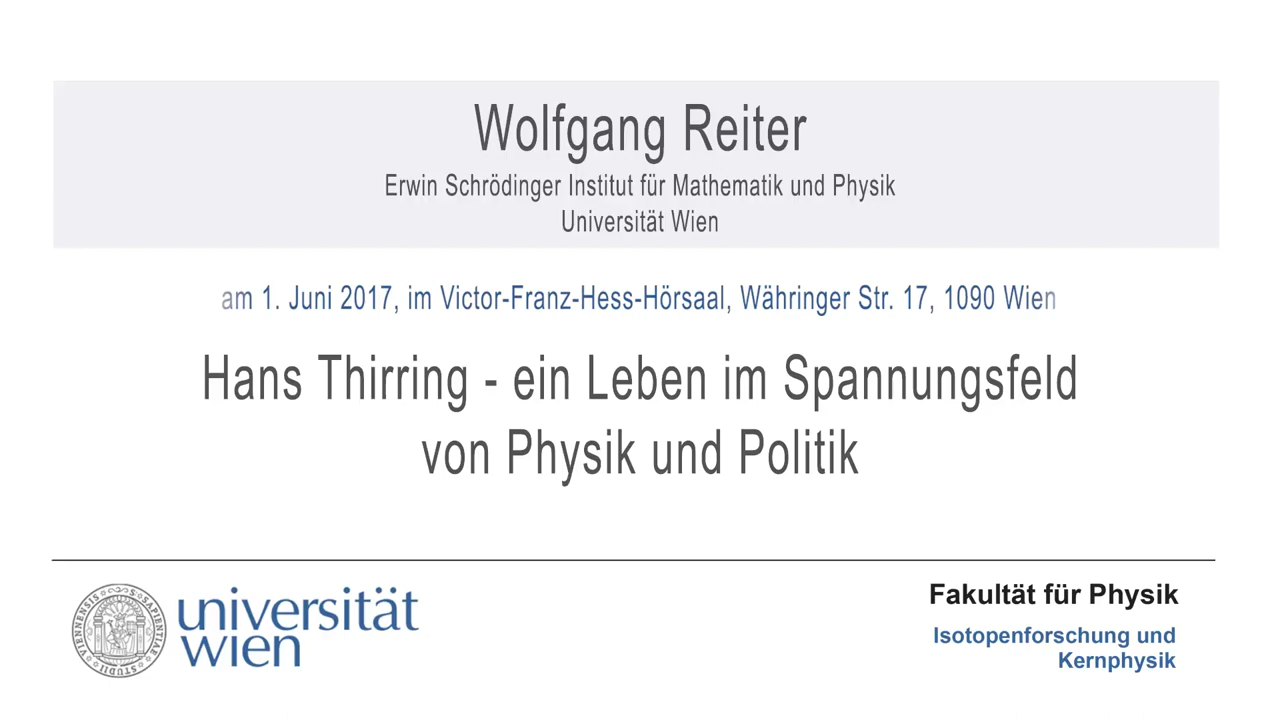 Wolfgang Reiter
Erwin Schrödinger Institut für Mathematik und Physik
Universität Wien
am 1. Juni 2017, im Victor-Franz-Hess-Hörsaal, Währinger Str. 17, 1090 Wien
Hans Thirring - ein Leben im Spannungsfeld
von Physik und Politik
universität
wien
Fakultät für Physik
Isotopenforschung und
Kernphysik